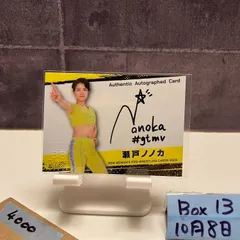 Authentic Autographed Card
Nanoka
#gtmv
瀬戸ノノカ
4000
Box 13
10月8日